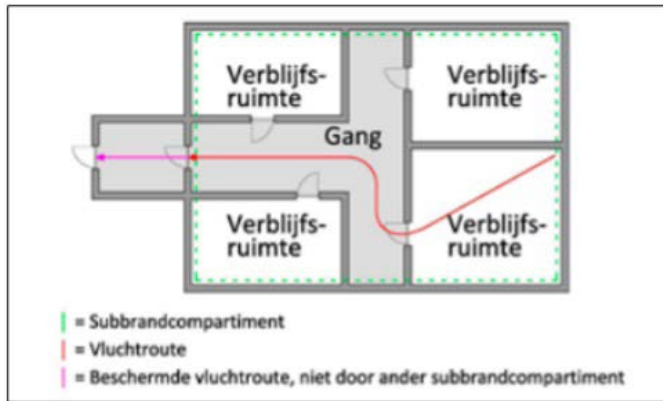 Verblijfs-
ruimte
Verblijfs-
ruimte
Gang
Verblijfs-
ruimte
Verblijfs-
ruimte
= Subbrandcompartiment
= Vluchtroute
= Beschermde vluchtroute, niet door ander subbrandcompartiment